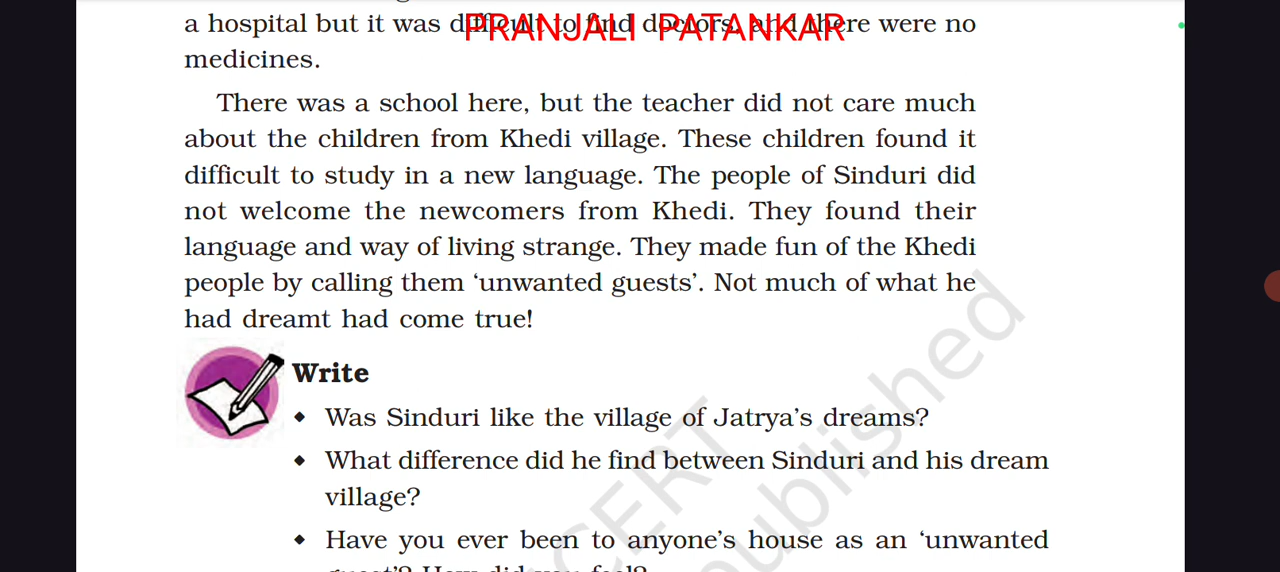 a hospital but it was difficult to find doctors, and there were no
PRANJALI PATANKAR
medicines.
There was a school here, but the teacher did not care much
about the children from Khedi village. These children found it
difficult to study in a new language. The people of Sinduri did
not welcome the newcomers from Khedi. They found their
language and way of living strange. They made fun of the Khedi
people by calling them ‘unwanted guests’. Not much of what he
had dreamt had come true!
Write
• Was Sinduri like the village of Jatrya’s dreams?
• What difference did he find between Sinduri and his dream
village?
• Have you ever been to anyone’s house as an ‘unwanted
guest’? How did you feel?
CERT
published